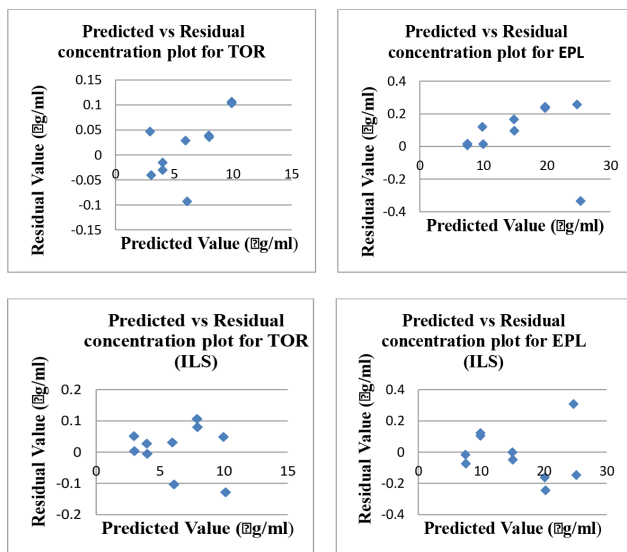 Predicted vs Residual
concentration plot for TOR
0.15
0.1
0.05
0
-0.05
-0.1
-0.15
0
5
10
15
Residual Value (�g/ml)
Predicted Value (�g/ml)
Predicted vs Residual
concentration plot for EPL
0.4
0.2
0
-0.2
-0.4
0
10
20
30
Residual Value (�g/ml)
Predicted Value (�g/ml)
Predicted vs Residual
concentration plot for TOR
(ILS)
0.2
0.1
0
-0.1
-0.2
0
5
10
15
Residual Value (�g/ml)
Predicted Value (�g/ml)
Predicted vs Residual
concentration plot for EPL
(ILS)
0.4
0.2
0
-0.2
-0.4
0
10
20
30
Residual Value (�g/ml)
Predicted Value (�g/ml)